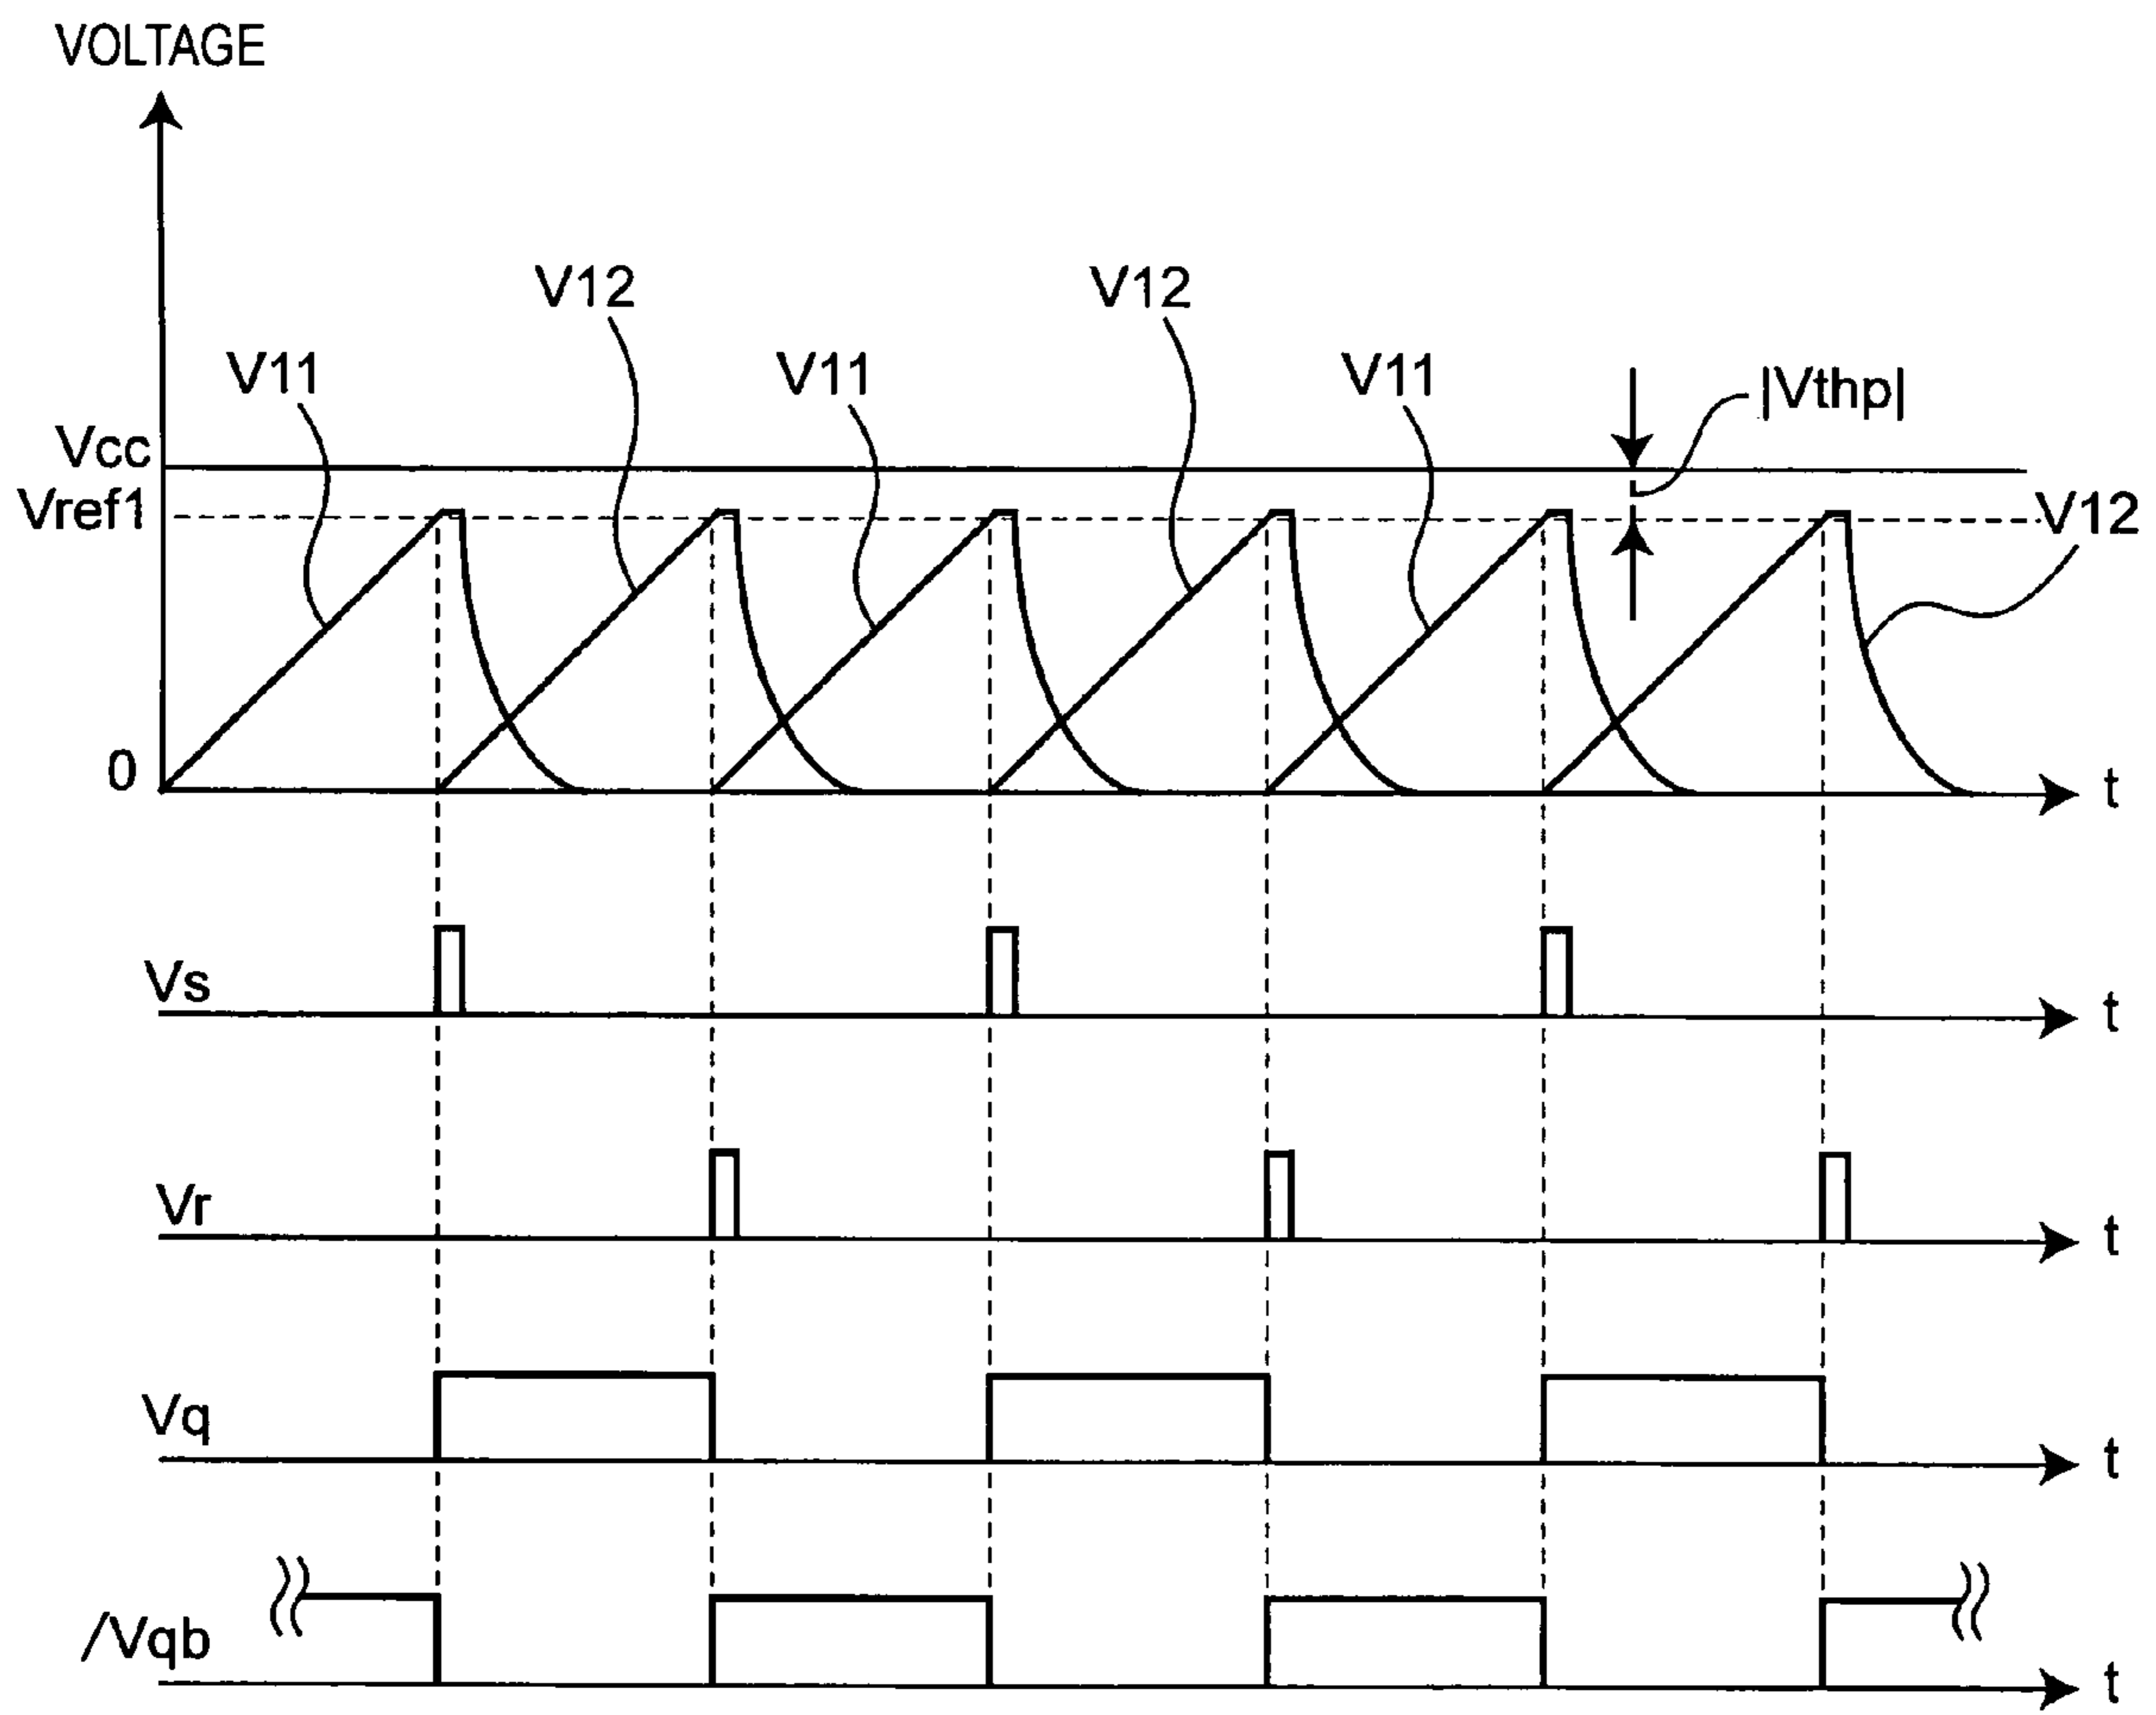 VOLTAGE
V12
V12
V11
V11
V11
|Vthp|
Vcc
Vref1
V12
0
t
Vs
t
Vr
t
Vq
t
/Vqb
t